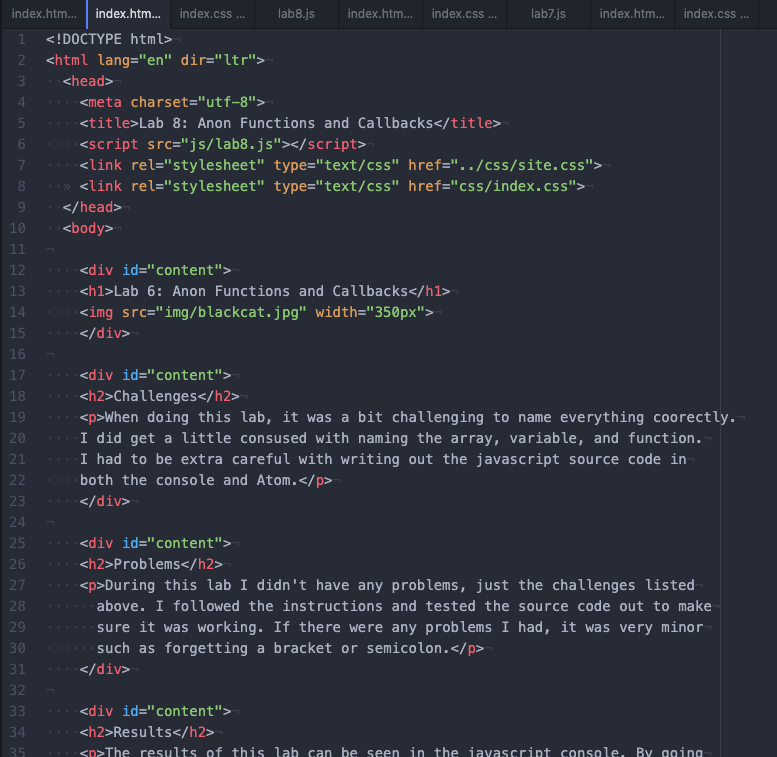 index.htm... index.htm... index.css ... lab8.js index.htm... index.css ... lab7.js index.htm... index.css ...
1 <!DOCTYPE html>
2 <html lang="en" dir="ltr">
3 <head>
4 <meta charset="utf-8">
5 <title>Lab 8: Anon Functions and Callbacks</title>
6 <script src="js/lab8.js"></script>
7 <link rel="stylesheet" type="text/css" href="../css/site.css">
8 <link rel="stylesheet" type="text/css" href="css/index.css">
9 </head>
10 <body>
11
12 <div id="content">
13 <h1>Lab 6: Anon Functions and Callbacks</h1>
14 <img src="img/blackcat.jpg" width="350px">
15 </div>
16
17 <div id="content">
18 <h2>Challenges</h2>
19 <p>When doing this lab, it was a bit challenging to name everything coorectly.
20 I did get a little consused with naming the array, variable, and function.
21 I had to be extra careful with writing out the javascript source code in
22 both the console and Atom.</p>
23 </div>
24
25 <div id="content">
26 <h2>Problems</h2>
27 <p>During this lab I didn't have any problems, just the challenges listed
28 above. I followed the instructions and tested the source code out to make
29 sure it was working. If there were any problems I had, it was very minor
30 such as forgetting a bracket or semicolon.</p>
31 </div>
32
33 <div id="content">
34 <h2>Results</h2>
35 <p>The results of this lab can be seen in the javascript console. By going